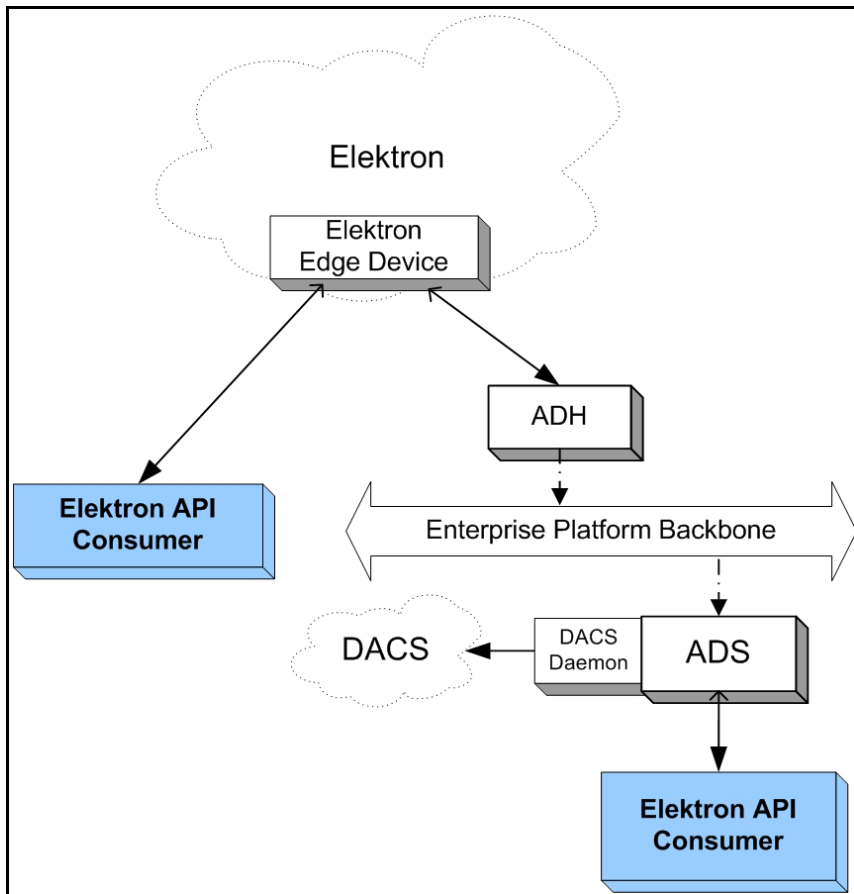 Elektron
Elektron
Edge Device
ADH
Elektron API
Consumer
Enterprise Platform Backbone
DACS
DACS
Daemon
ADS
Elektron API
Consumer